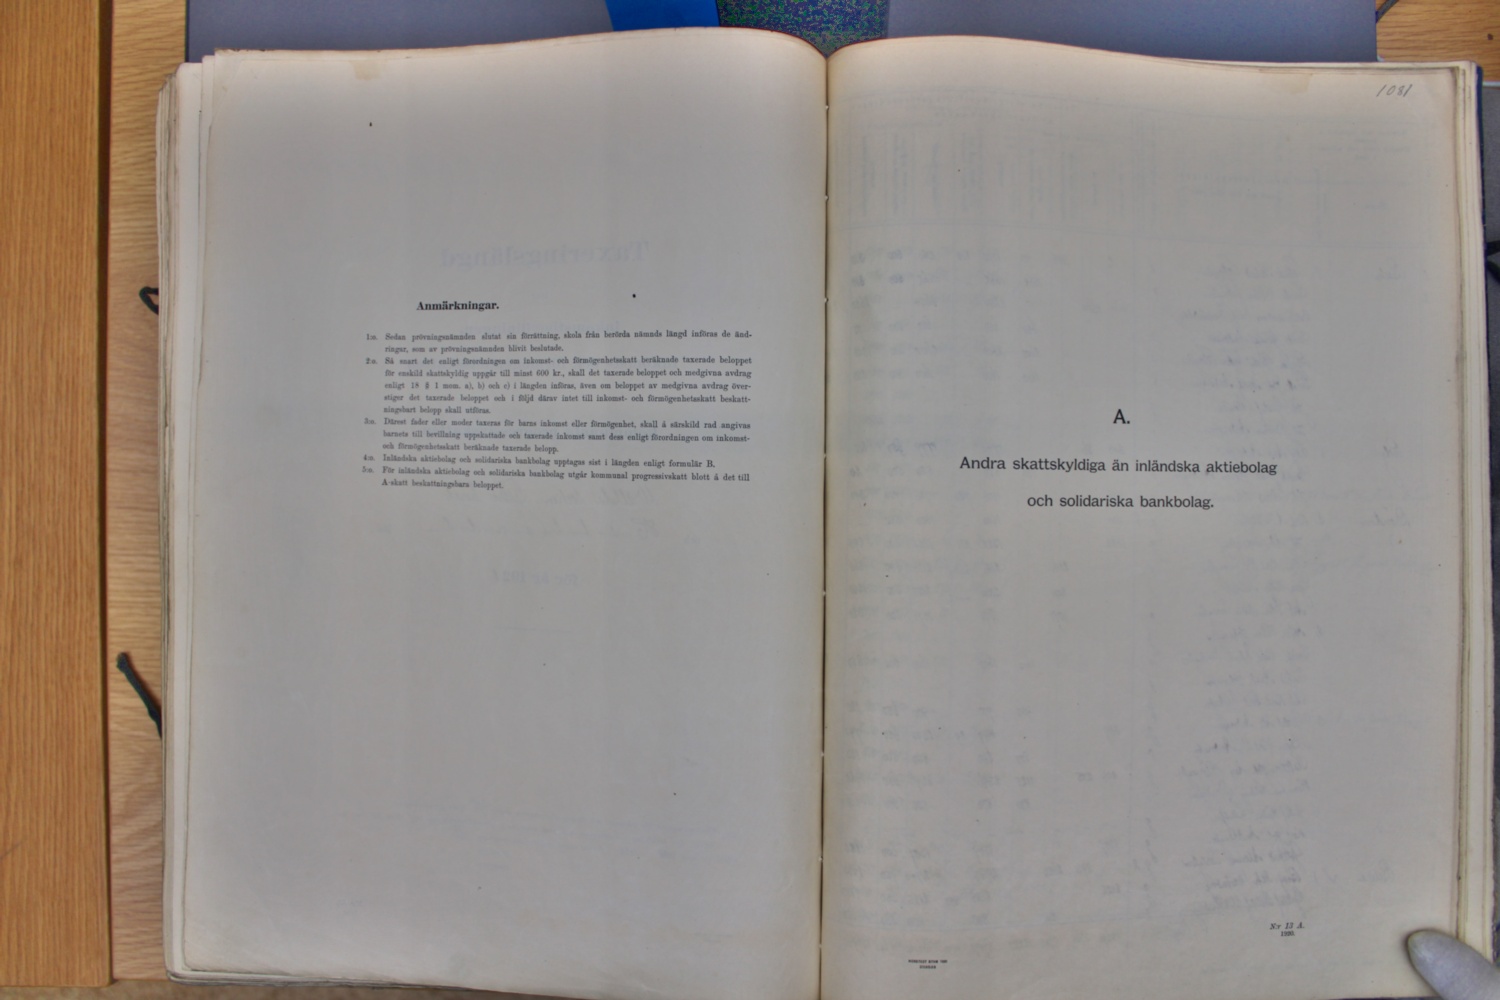 Anmärkningar.
1:o. Sedan prövningsnämnden slutat sin förrättning, skola från berörda nämnds längd införas de änd-
ringar, som av prövningsnämnden blivit beslutade.
2:o. Så snart det enligt förordningen om inkomst- och förmögenhetsskatt beräknade taxerade beloppet
för enskild skattskyldig uppgår till minst 600 kr., skall det taxerade beloppet och medgivna avdrag
enligt 18 § 1 mom. a), b) och c) i längden införas, även om beloppet av medgivna avdrag över-
stiger det taxerade beloppet och i följd därav intet till inkomst- och förmögenhetsskatt beskatt-
ningsbart belopp skall utföras.
3:o. Därest fader eller moder taxeras för barns inkomst eller förmögenhet, skall å särskild rad angivas
barnets till bevillning uppskattade och taxerade inkomst samt dess enligt förordningen om inkomst-
och förmögenhetsskatt beräknade taxerade belopp.
4:o. Inländska aktiebolag och solidariska bankbolag upptagas sist i längden enligt formulär B.
5:o. För inländska aktiebolag och solidariska bankbolag utgår kommunal progressivskatt blott å det till
A-skatt beskattningsbara beloppet.
1081
A.
Andra skattskyldiga än inländska aktiebolag
och solidariska bankbolag.
N:r 13 A.
1920.